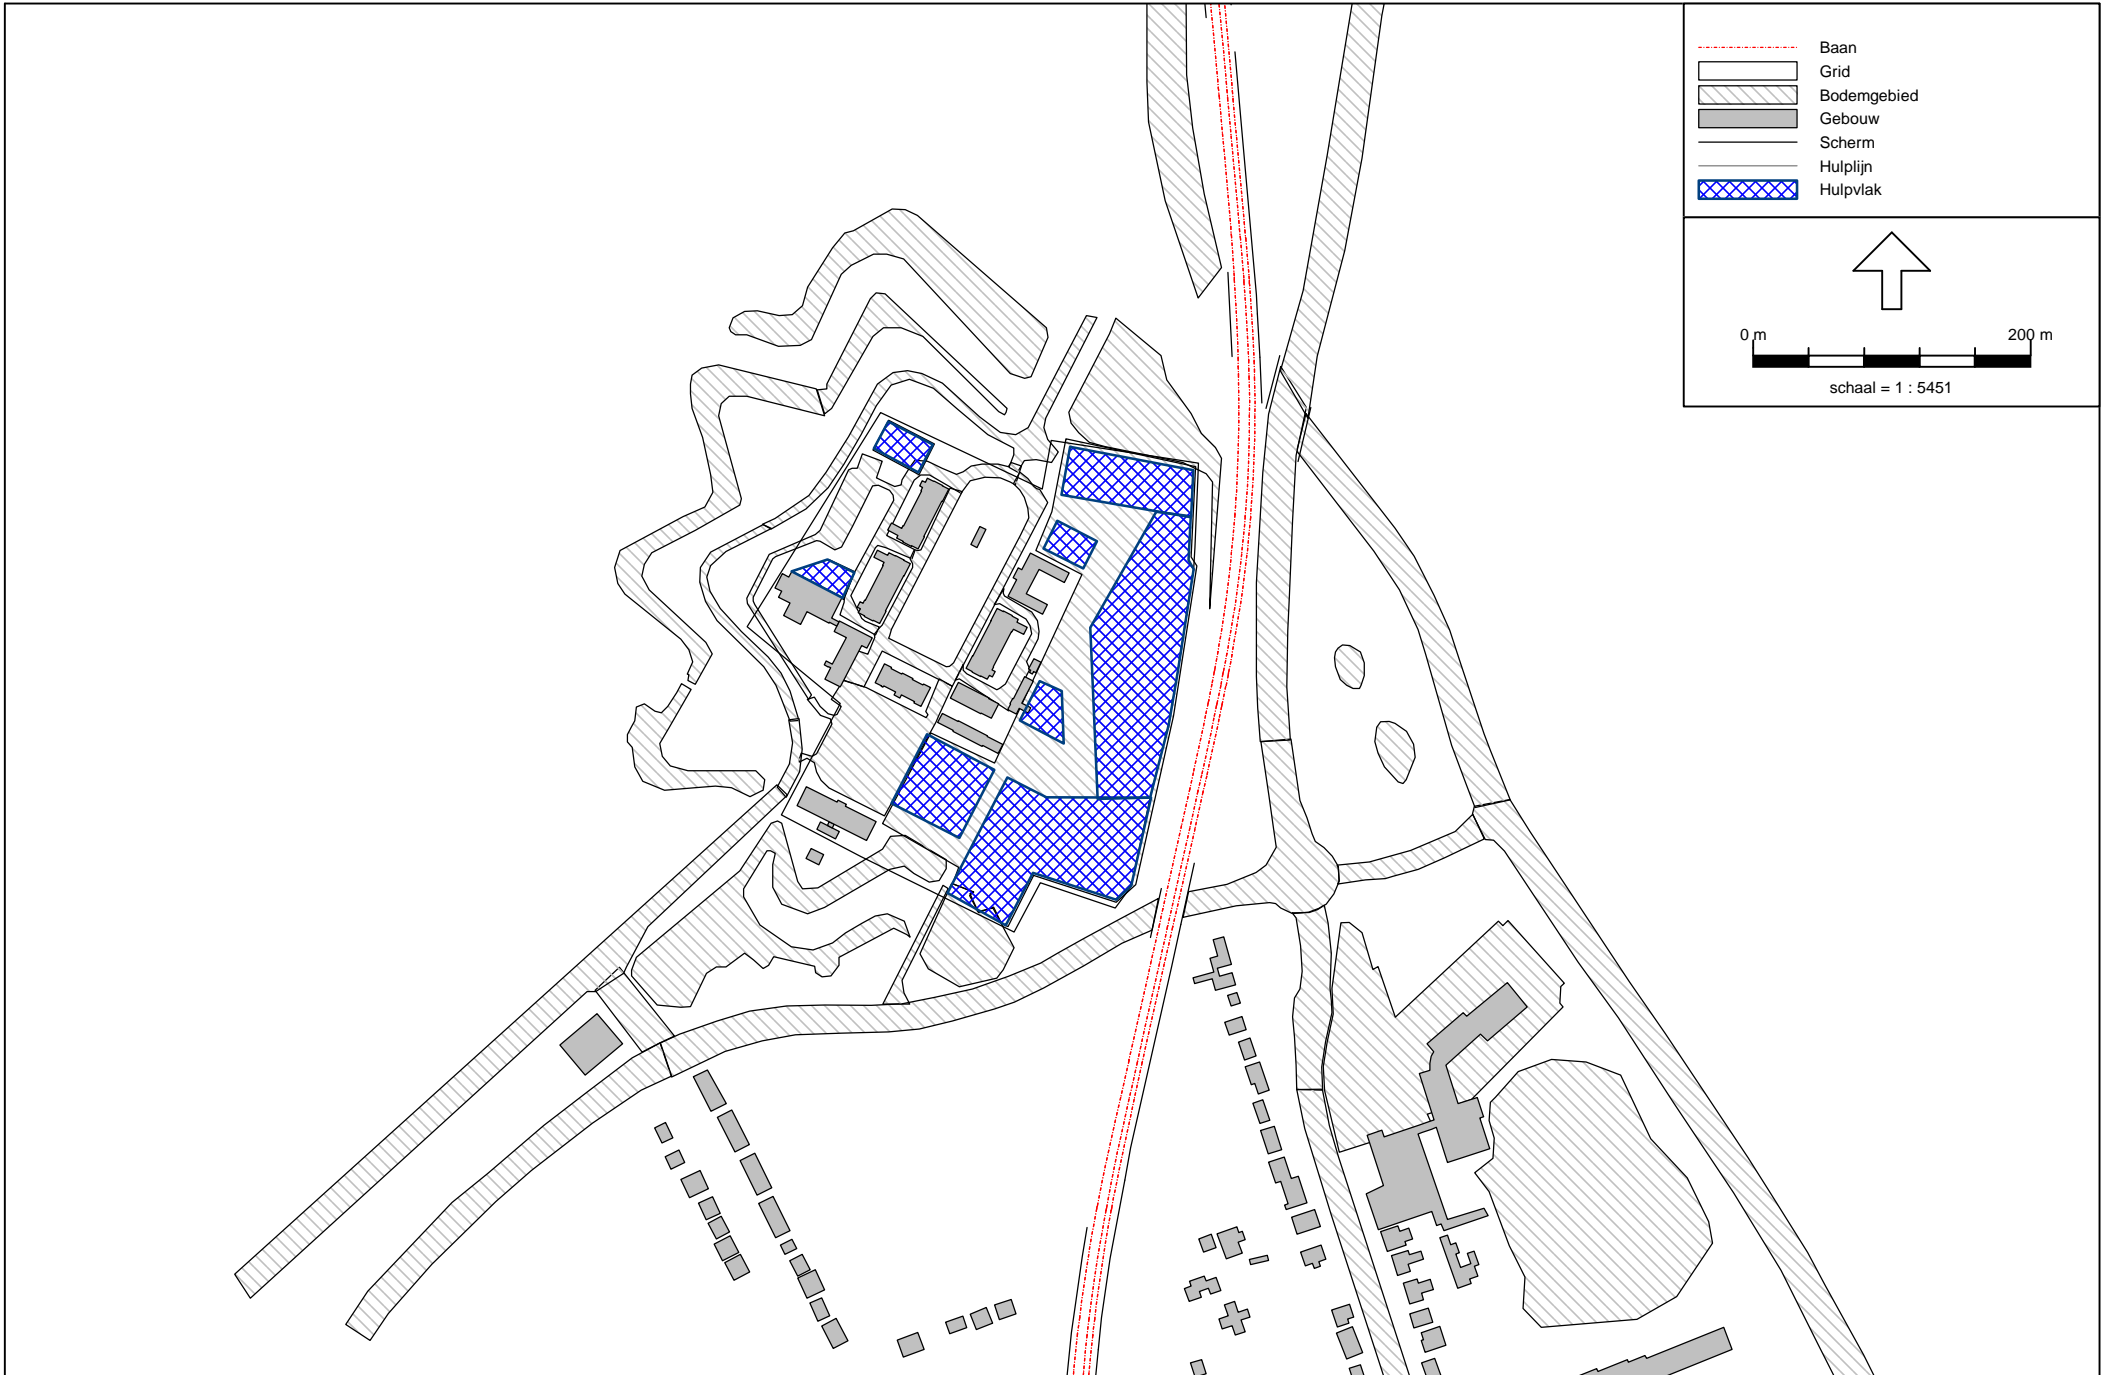 Baan
Grid
Bodemgebied
Gebouw
Scherm
Hulplijn
Hulpvlak
0 m 200 m
schaal = 1 : 5451